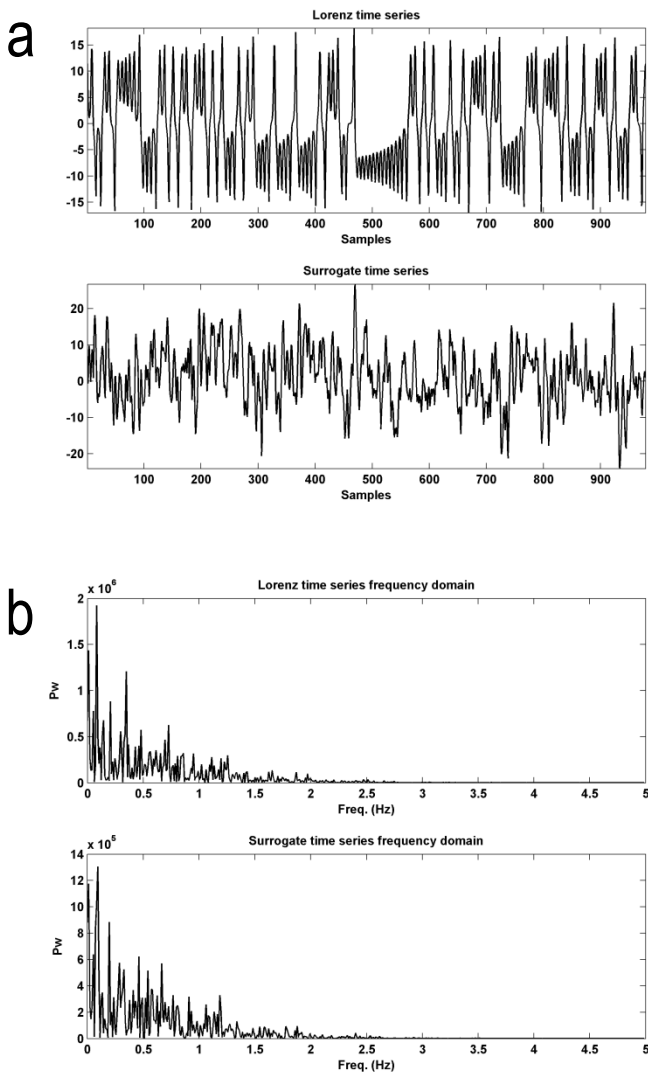 a
Lorenz time series
15
10
5
0
-5
-10
-15
100 200 300 400 500 600 700 800 900
Samples
Surrogate time series
20
10
0
-10
-20
100 200 300 400 500 600 700 800 900
Samples
b
Lorenz time series frequency domain
x 10^6
2
1.5
1
0.5
0
Pw
0 0.5 1 1.5 2 2.5 3 3.5 4 4.5 5
Freq. (Hz)
Surrogate time series frequency domain
x 10^5
14
12
10
8
6
4
2
0
Pw
0 0.5 1 1.5 2 2.5 3 3.5 4 4.5 5
Freq. (Hz)